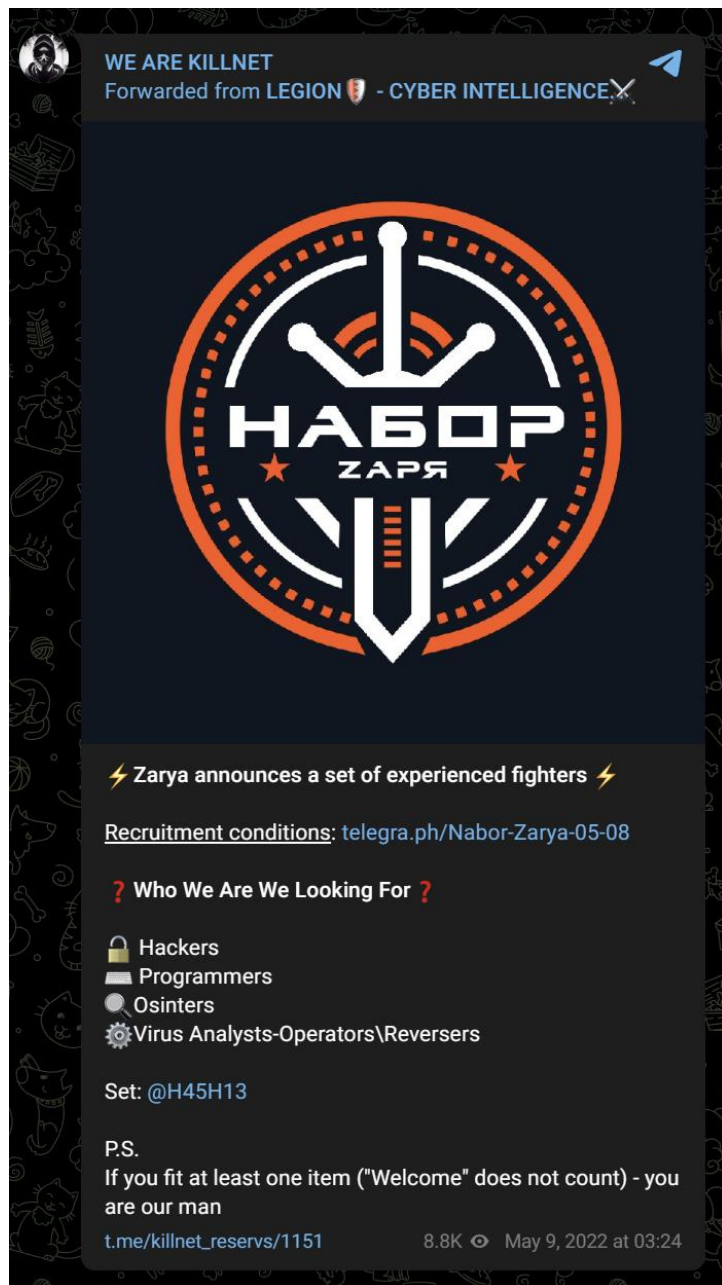 WE ARE KILLNET
Forwarded from LEGION🛡 - CYBER INTELLIGENCE⚔
НАБОР
ZАРЯ
⚡Zarya announces a set of experienced fighters ⚡
Recruitment conditions: telegra.ph/Nabor-Zarya-05-08
❓Who We Are We Looking For ❓
🔓 Hackers
⌨ Programmers
🔍Osinters
⚙Virus Analysts-Operators\Reversers
Set: @H45H13
P.S.
If you fit at least one item ("Welcome" does not count) - you
are our man
t.me/killnet_reservs/1151 8.8K May 9, 2022 at 03:24